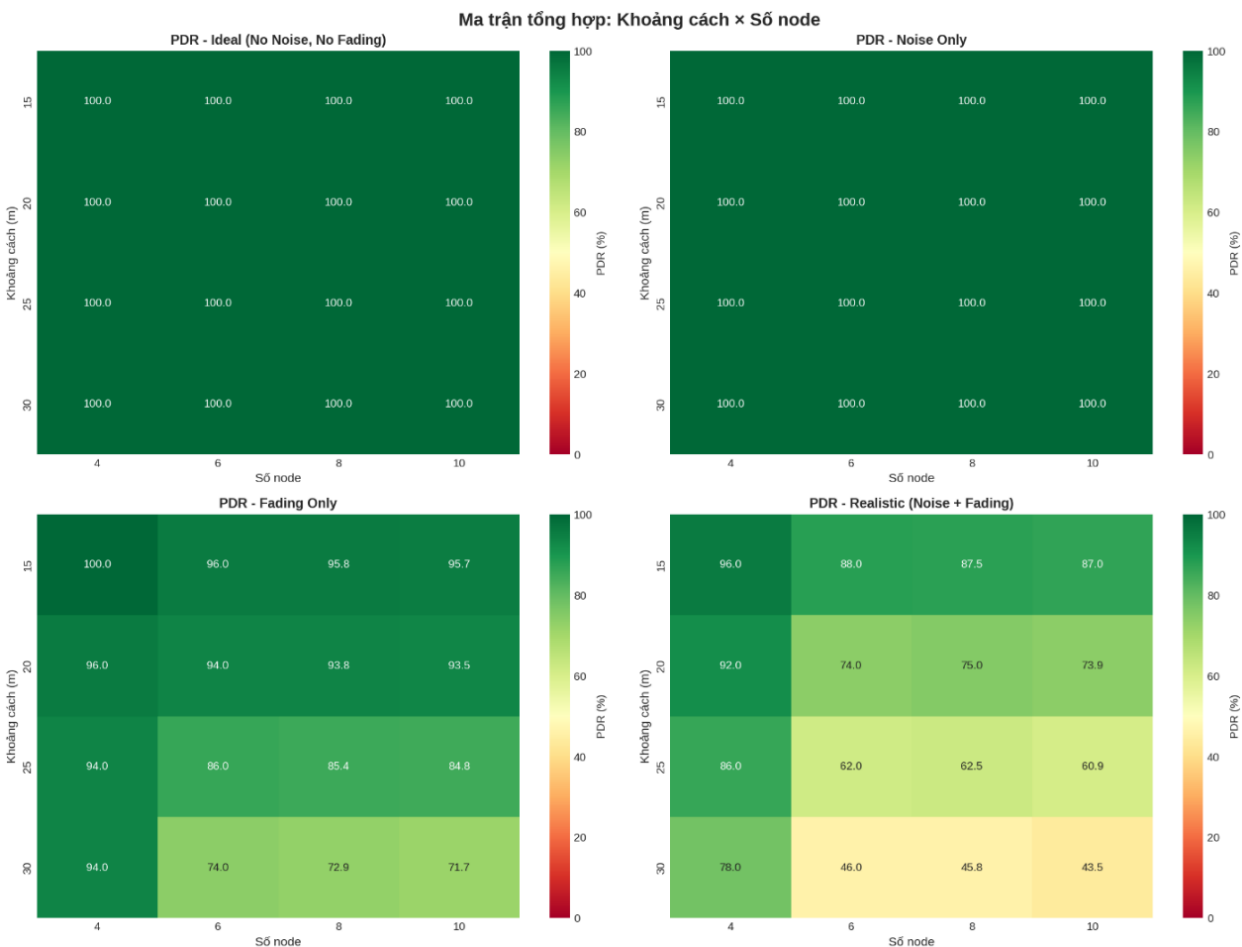 Ma trận tổng hợp: Khoảng cách × Số node
PDR - Ideal (No Noise, No Fading)
100.0 100.0 100.0 100.0
100.0 100.0 100.0 100.0
100.0 100.0 100.0 100.0
100.0 100.0 100.0 100.0
15
20
25
30
Khoảng cách (m)
4 6 8 10
Số node
100
80
60
40
20
0
PDR (%)
PDR - Noise Only
100.0 100.0 100.0 100.0
100.0 100.0 100.0 100.0
100.0 100.0 100.0 100.0
100.0 100.0 100.0 100.0
15
20
25
30
Khoảng cách (m)
4 6 8 10
Số node
100
80
60
40
20
0
PDR (%)
PDR - Fading Only
100.0 96.0 95.8 95.7
96.0 94.0 93.8 93.5
94.0 86.0 85.4 84.8
94.0 74.0 72.9 71.7
15
20
25
30
Khoảng cách (m)
4 6 8 10
Số node
100
80
60
40
20
0
PDR (%)
PDR - Realistic (Noise + Fading)
96.0 88.0 87.5 87.0
92.0 74.0 75.0 73.9
86.0 62.0 62.5 60.9
78.0 46.0 45.8 43.5
15
20
25
30
Khoảng cách (m)
4 6 8 10
Số node
100
80
60
40
20
0
PDR (%)